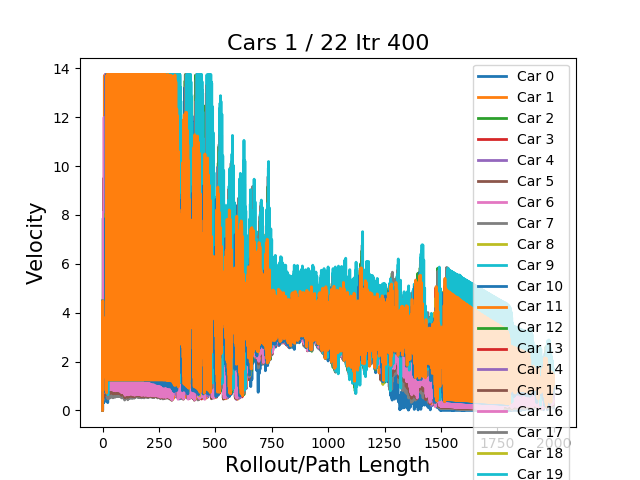 Cars 1 / 22 Itr 400
14
12
10
8
6
4
2
0
Velocity
0 250 500 750 1000 1250 1500 1750 2000
Rollout/Path Length
Car 0
Car 1
Car 2
Car 3
Car 4
Car 5
Car 6
Car 7
Car 8
Car 9
Car 10
Car 11
Car 12
Car 13
Car 14
Car 15
Car 16
Car 17
Car 18
Car 19